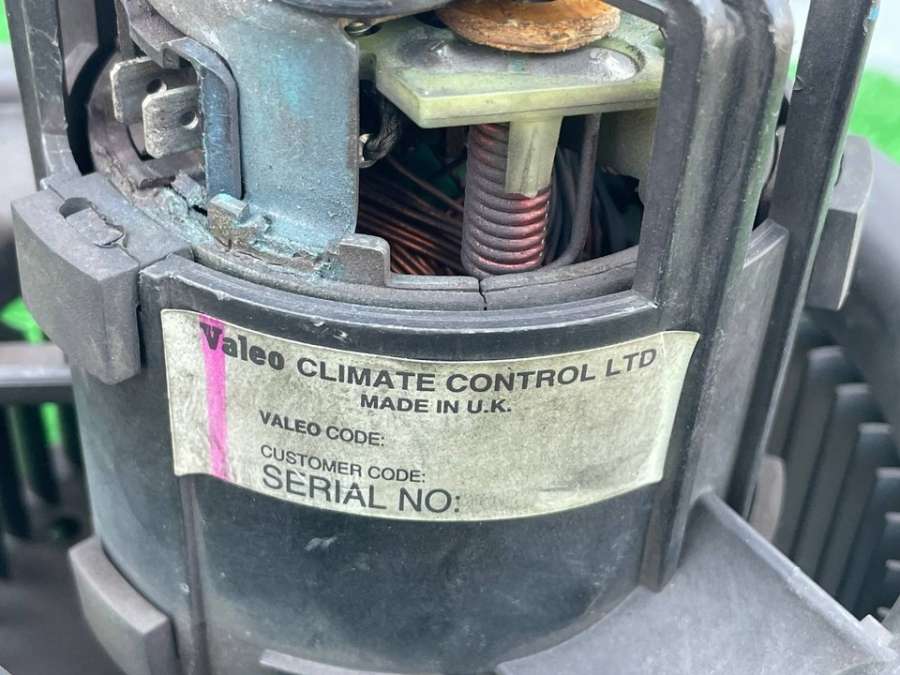 Valeo CLIMATE CONTROL LTD
MADE IN U.K.
VALEO CODE:
CUSTOMER CODE:
SERIAL NO: